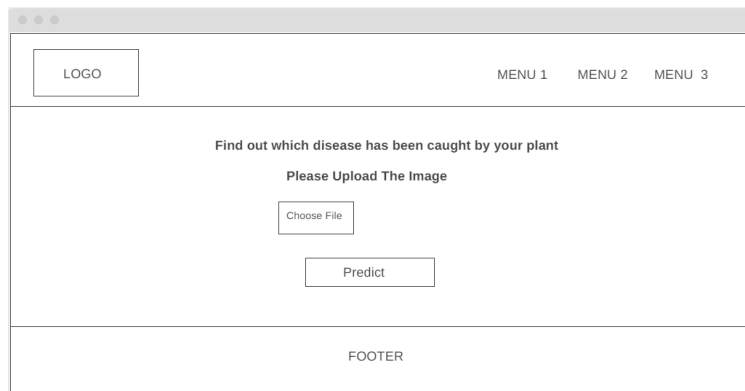 LOGO
MENU 1 MENU 2 MENU 3
Find out which disease has been caught by your plant
Please Upload The Image
Choose File
Predict
FOOTER